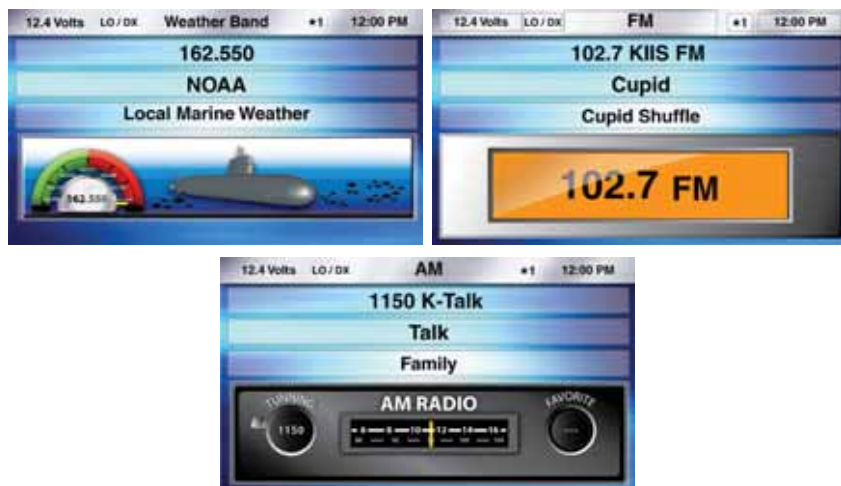 12.4 Volts LO / DX Weather Band ★1 12:00 PM
162.550
NOAA
Local Marine Weather
162.550
12.4 Volts LO / DX FM ★1 12:00 PM
102.7 KIIS FM
Cupid
Cupid Shuffle
102.7 FM
12.4 Volts LO / DX AM ★1 12:00 PM
1150 K-Talk
Talk
Family
TUNNING
1150
AM RADIO
6 8 10 12 14 16
FAVORITE